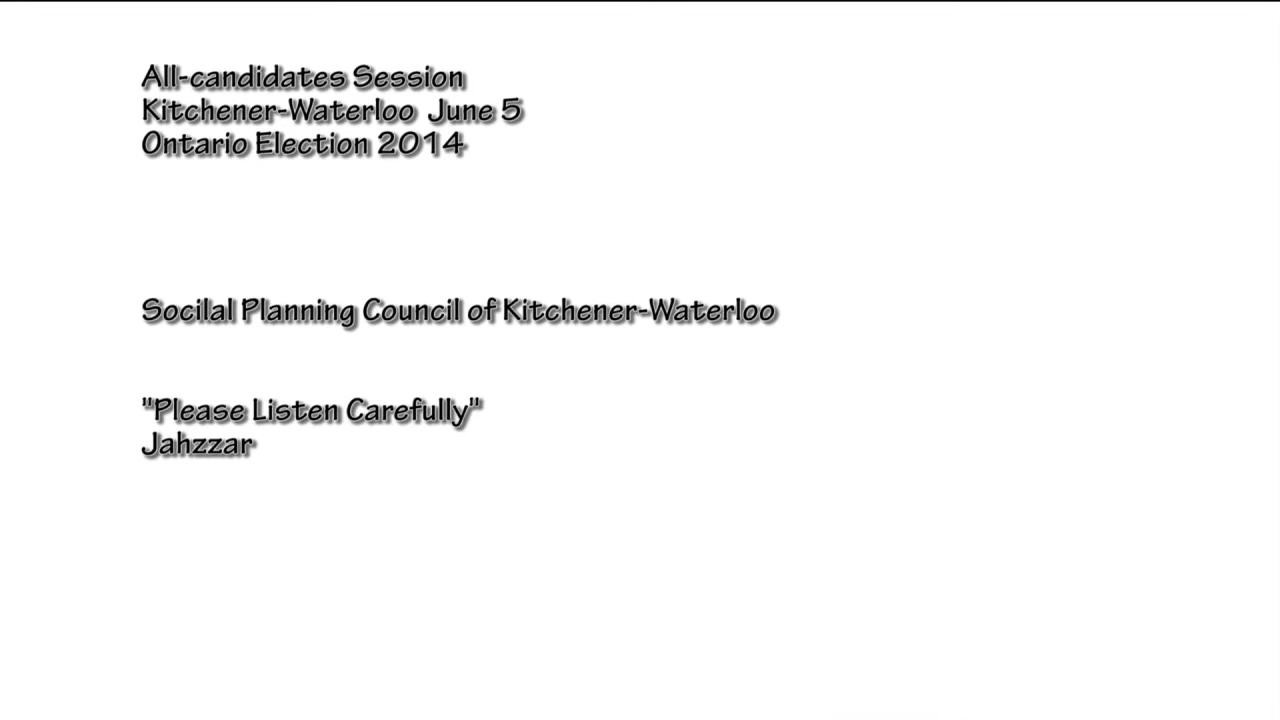 All-candidates Session
Kitchener-Waterloo  June 5
Ontario Election 2014
Socilal Planning Council of Kitchener-Waterloo
"Please Listen Carefully"
Jahzzar